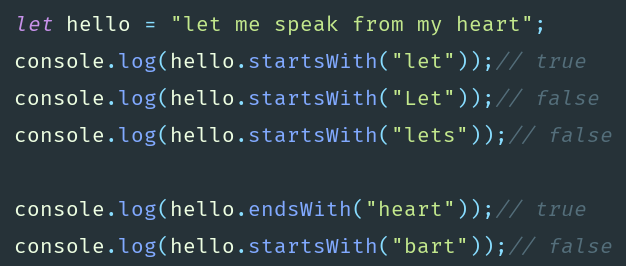 let hello = "let me speak from my heart";
console.log(hello.startsWith("let"));// true
console.log(hello.startsWith("Let"));// false
console.log(hello.startsWith("lets"));// false
console.log(hello.endsWith("heart"));// true
console.log(hello.startsWith("bart"));// false